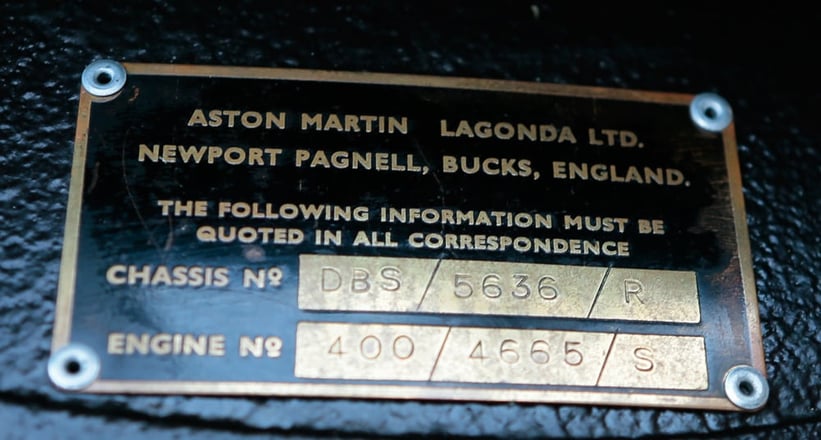 ASTON MARTIN LAGONDA LTD.
NEWPORT PAGNELL, BUCKS, ENGLAND.
THE FOLLOWING INFORMATION MUST BE
QUOTED IN ALL CORRESPONDENCE
CHASSIS Nº DBS/5636/R
ENGINE Nº 400/4665/S